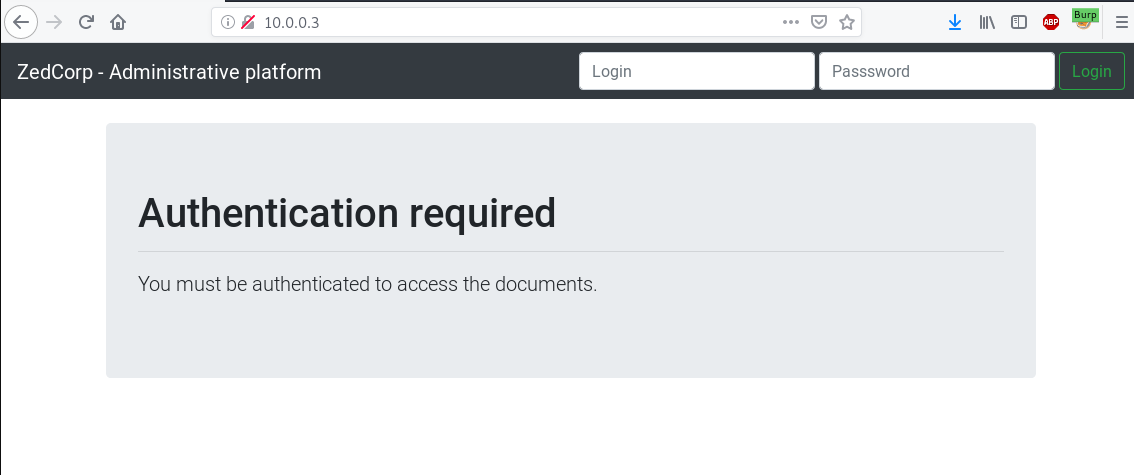 10.0.0.3
ABP
Burp
ZedCorp - Administrative platform
Login
Passsword
Login
Authentication required
You must be authenticated to access the documents.